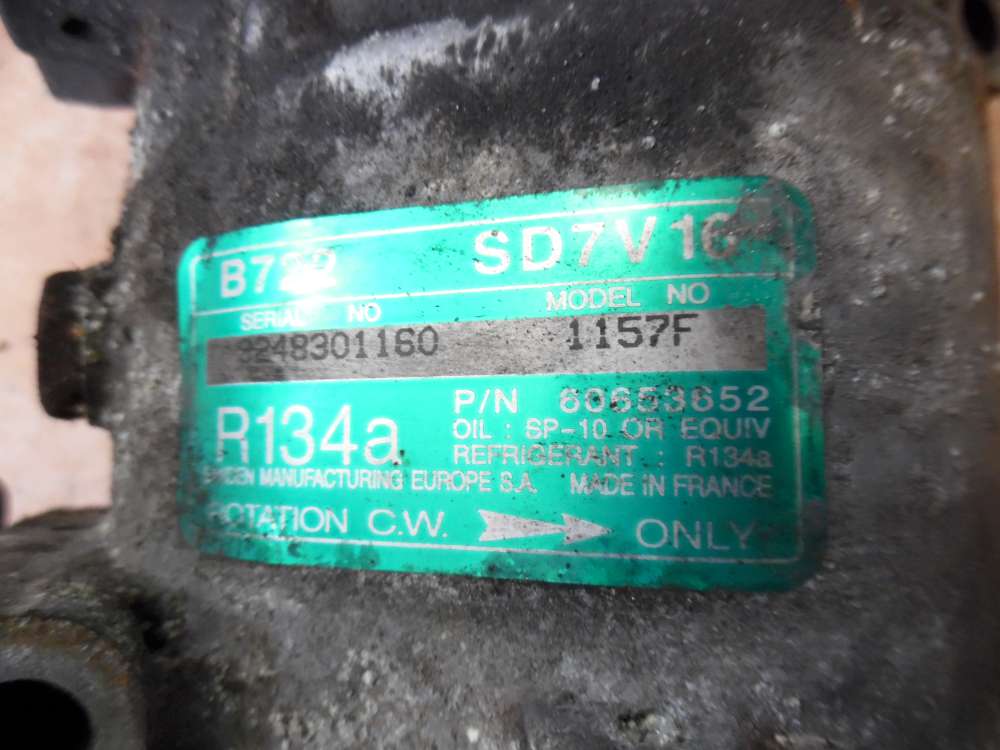 SD7V16
SERIAL NO MODEL NO
1157F
P/N 60653652
R134a
OIL : SP-10 OR EQUIV
REFRIGERANT : R134a
MANUFACTURING EUROPE S.A. MADE IN FRANCE
ROTATION C.W. ONLY